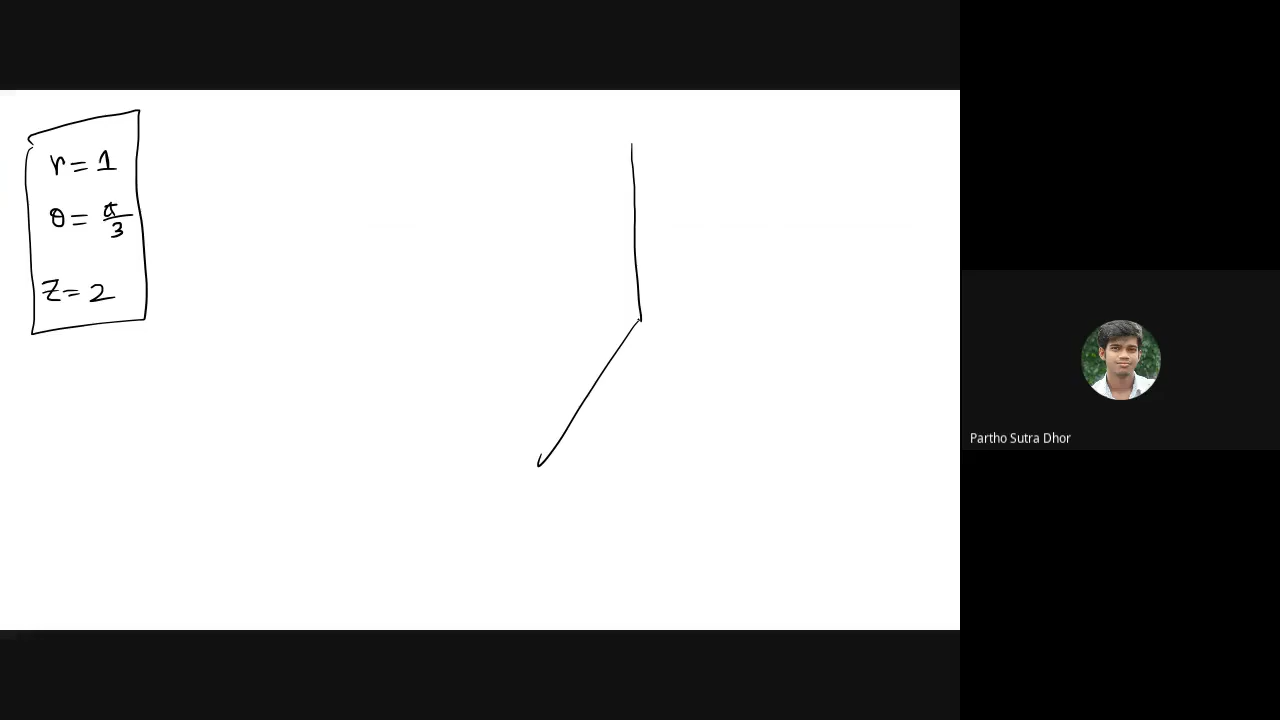 r = 1
θ = π/3
Z = 2
Partho Sutra Dhor